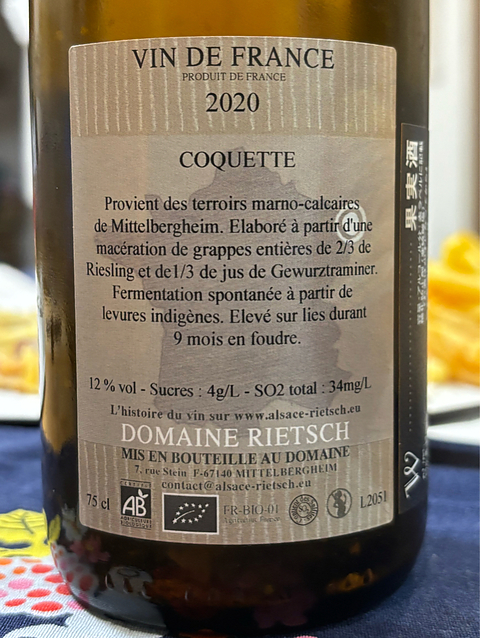 VIN DE FRANCE
PRODUIT DE FRANCE
2020
COQUETTE
Provient des terroirs marno-calcaires
de Mittelbergheim. Elaboré à partir d'une
macération de grappes entières de 2/3 de
Riesling et de1/3 de jus de Gewurztraminer.
Fermentation spontanée à partir de
levures indigènes. Elevé sur lies durant
9 mois en foudre.
12 % vol - Sucres : 4g/L - SO2 total : 34mg/L
L'histoire du vin sur www.alsace-rietsch.eu
DOMAINE RIETSCH
MIS EN BOUTEILLE AU DOMAINE
7, rue Stein F-67140 MITTELBERGHEIM
contact@alsace-rietsch.eu
75 cl
AB
AGRICULTURE
BIOLOGIQUE
FR-BIO-01
Agriculture France
L2051
果実酒